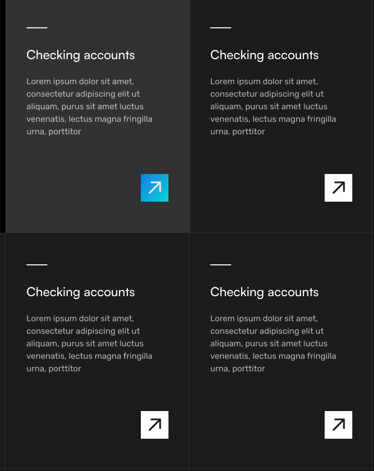 Checking accounts
Lorem ipsum dolor sit amet,
consectetur adipiscing elit ut
aliquam, purus sit amet luctus
venenatis, lectus magna fringilla
urna, porttitor
Checking accounts
Lorem ipsum dolor sit amet,
consectetur adipiscing elit ut
aliquam, purus sit amet luctus
venenatis, lectus magna fringilla
urna, porttitor
Checking accounts
Lorem ipsum dolor sit amet,
consectetur adipiscing elit ut
aliquam, purus sit amet luctus
venenatis, lectus magna fringilla
urna, porttitor
Checking accounts
Lorem ipsum dolor sit amet,
consectetur adipiscing elit ut
aliquam, purus sit amet luctus
venenatis, lectus magna fringilla
urna, porttitor